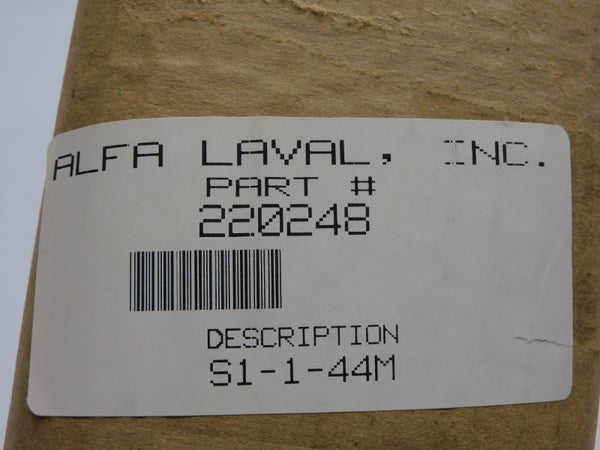 ALFA LAVAL, INC.
PART #
220248
DESCRIPTION
S1-1-44M